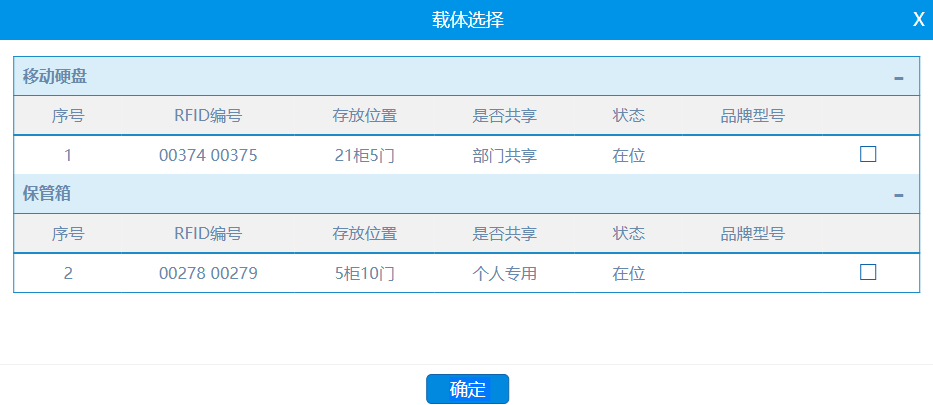 载体选择 X
移动硬盘 -
序号 RFID编号 存放位置 是否共享 状态 品牌型号
1 00374 00375 21柜5门 部门共享 在位
保管箱 -
序号 RFID编号 存放位置 是否共享 状态 品牌型号
2 00278 00279 5柜10门 个人专用 在位
确定